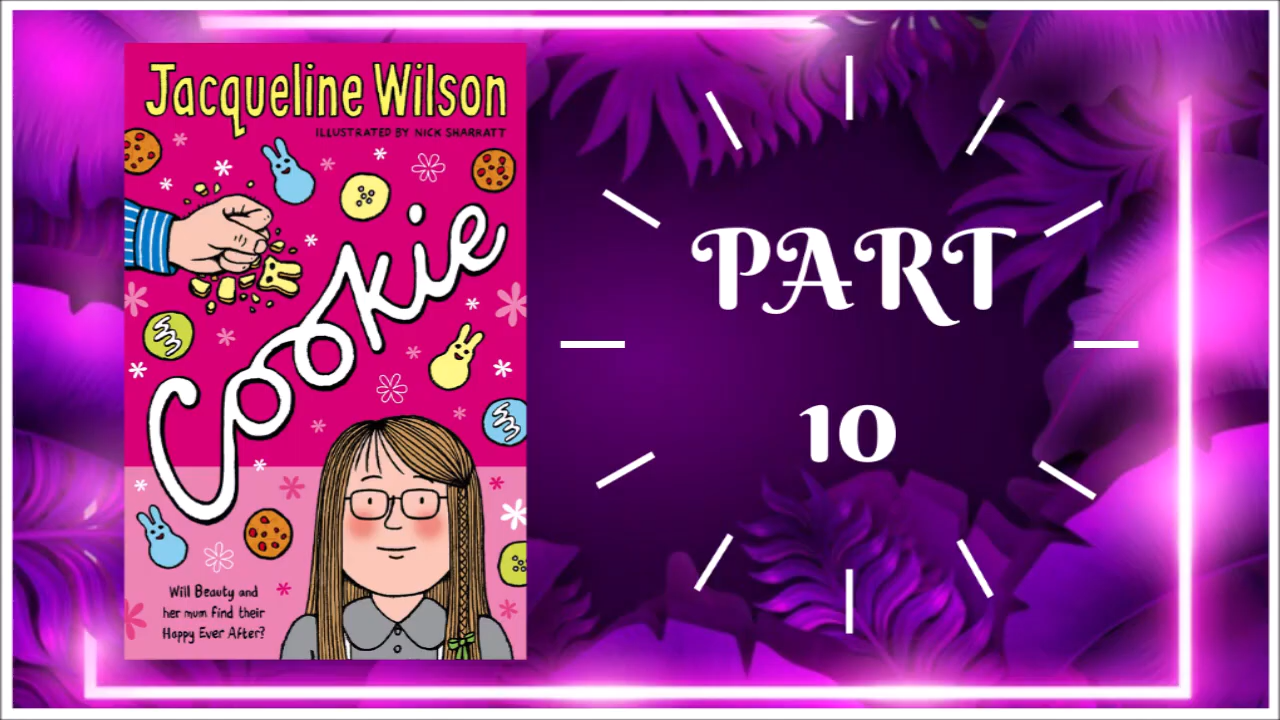 Jacqueline Wilson
ILLUSTRATED BY NICK SHARRATT
Cookie
Will Beauty and
her mum find their
Happy Ever After?
PART
10